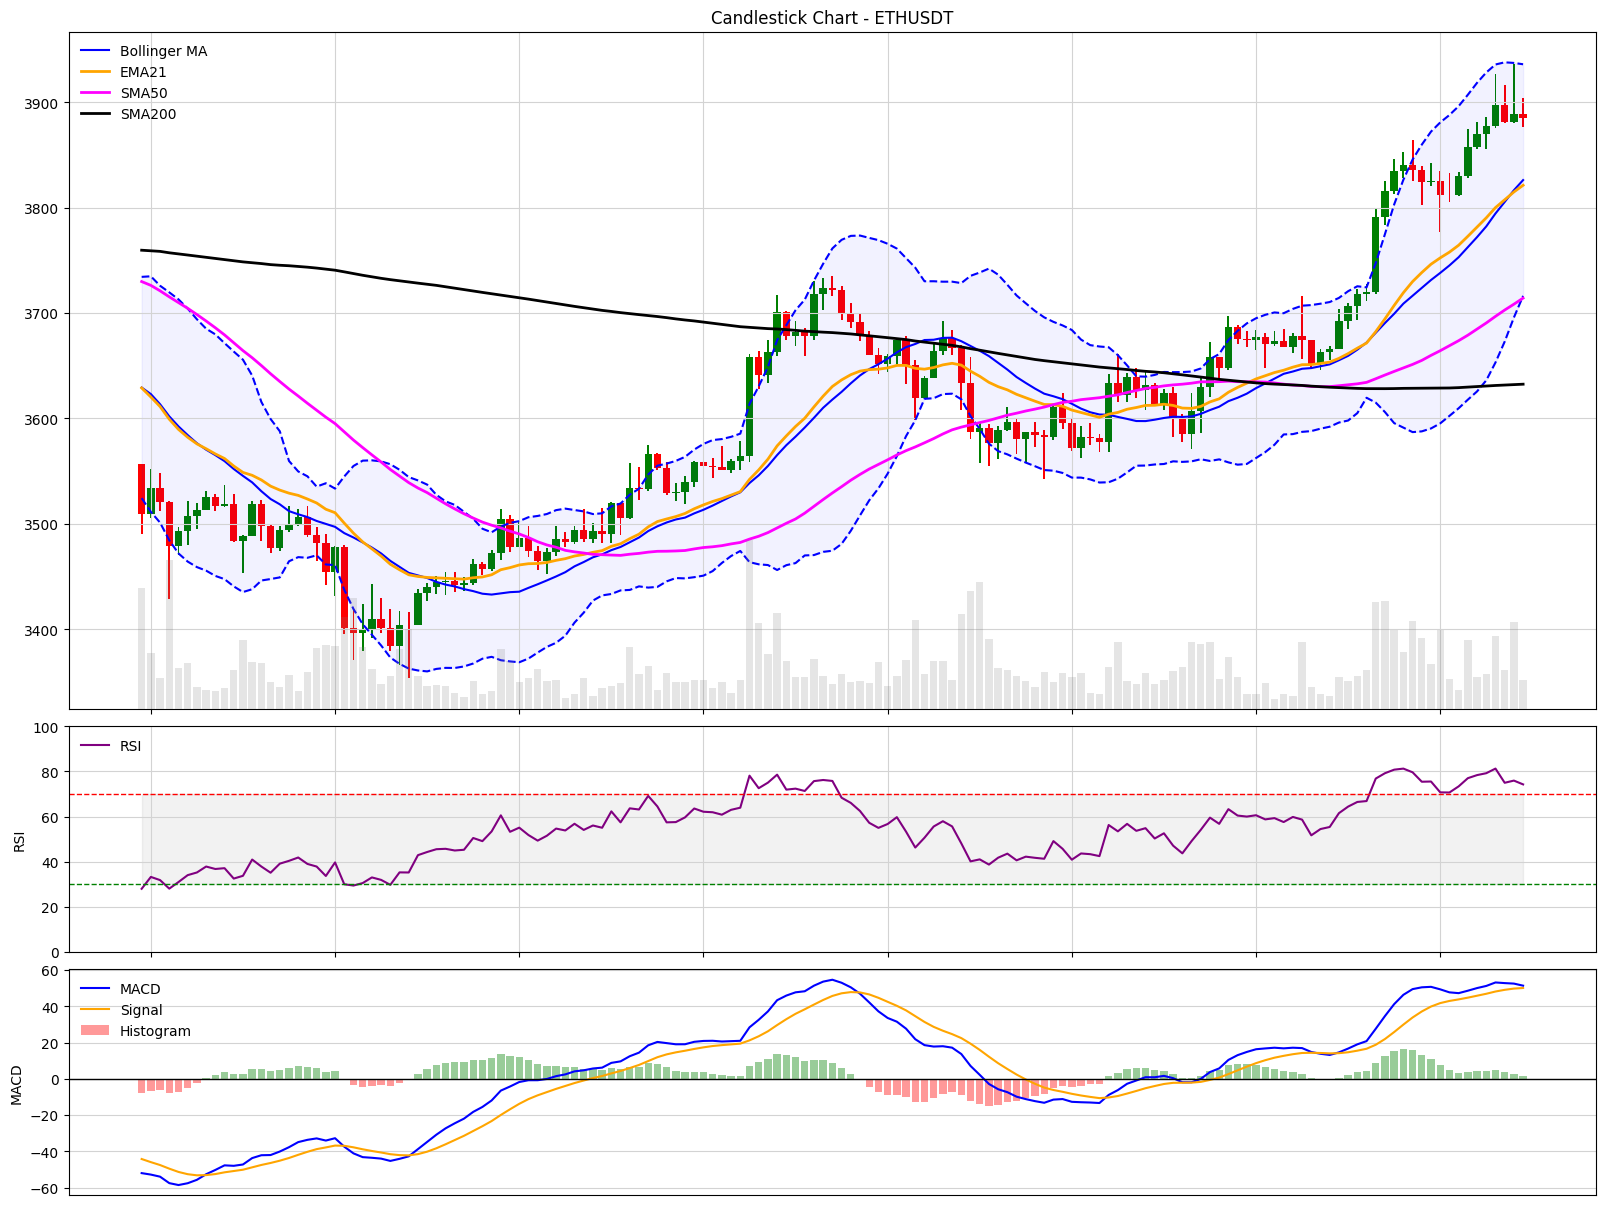 Candlestick Chart - ETHUSDT
Bollinger MA
EMA21
SMA50
SMA200
3900
3800
3700
3600
3500
3400
RSI
100
80
60
40
20
0
RSI
MACD
Signal
Histogram
60
40
20
0
−20
−40
−60
MACD